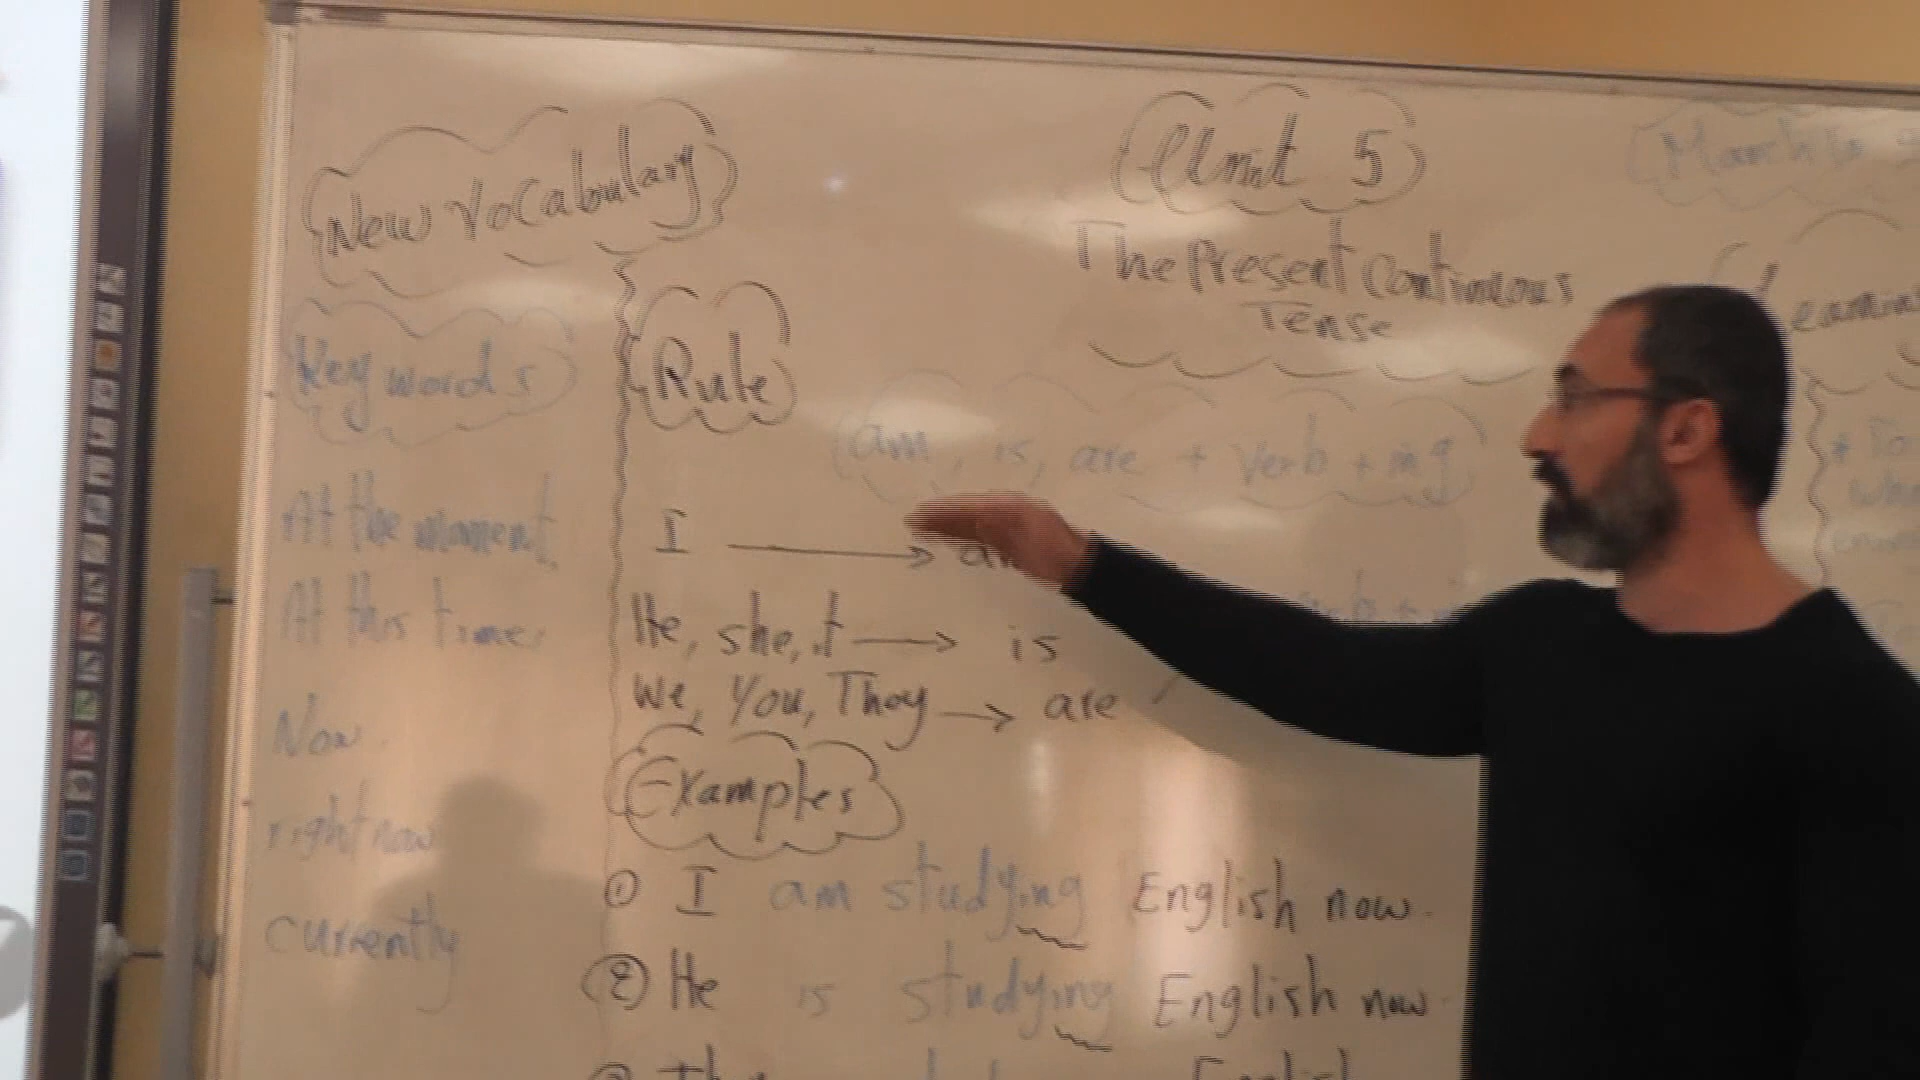 New Vocabulary
Key words
At the moment
At this time
Now
right now
currently
Unit 5
The Present Continuous
Tense
Rule
am, is, are + verb + ing
I → am
He, she, it → is
We, You, They → are
Examples
① I am studying English now.
② He is studying English now.
English
March